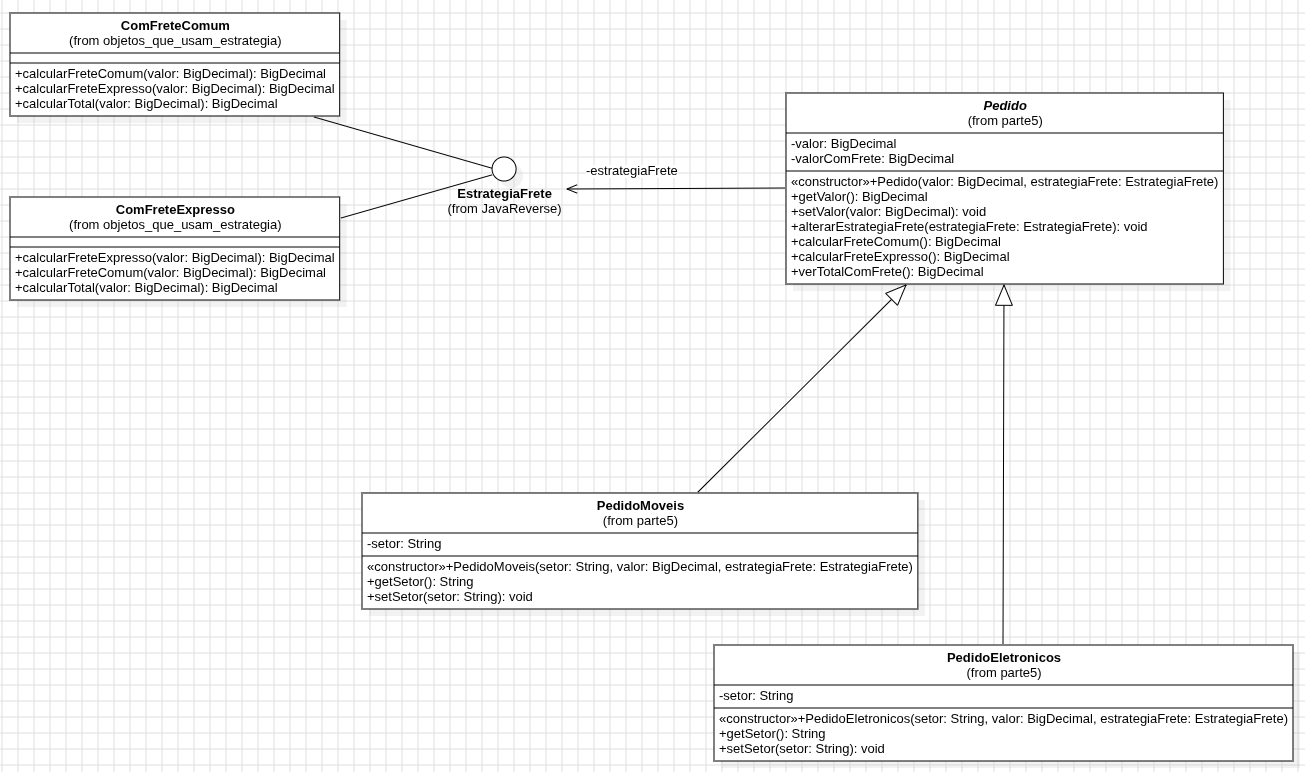 ComFreteComum
(from objetos_que_usam_estrategia)
+calcularFreteComum(valor: BigDecimal): BigDecimal
+calcularFreteExpresso(valor: BigDecimal): BigDecimal
+calcularTotal(valor: BigDecimal): BigDecimal
ComFreteExpresso
(from objetos_que_usam_estrategia)
+calcularFreteExpresso(valor: BigDecimal): BigDecimal
+calcularFreteComum(valor: BigDecimal): BigDecimal
+calcularTotal(valor: BigDecimal): BigDecimal
EstrategiaFrete
(from JavaReverse)
-estrategiaFrete
Pedido
(from parte5)
-valor: BigDecimal
-valorComFrete: BigDecimal
«constructor»+Pedido(valor: BigDecimal, estrategiaFrete: EstrategiaFrete)
+getValor(): BigDecimal
+setValor(valor: BigDecimal): void
+alterarEstrategiaFrete(estrategiaFrete: EstrategiaFrete): void
+calcularFreteComum(): BigDecimal
+calcularFreteExpresso(): BigDecimal
+verTotalComFrete(): BigDecimal
PedidoMoveis
(from parte5)
-setor: String
«constructor»+PedidoMoveis(setor: String, valor: BigDecimal, estrategiaFrete: EstrategiaFrete)
+getSetor(): String
+setSetor(setor: String): void
PedidoEletronicos
(from parte5)
-setor: String
«constructor»+PedidoEletronicos(setor: String, valor: BigDecimal, estrategiaFrete: EstrategiaFrete)
+getSetor(): String
+setSetor(setor: String): void